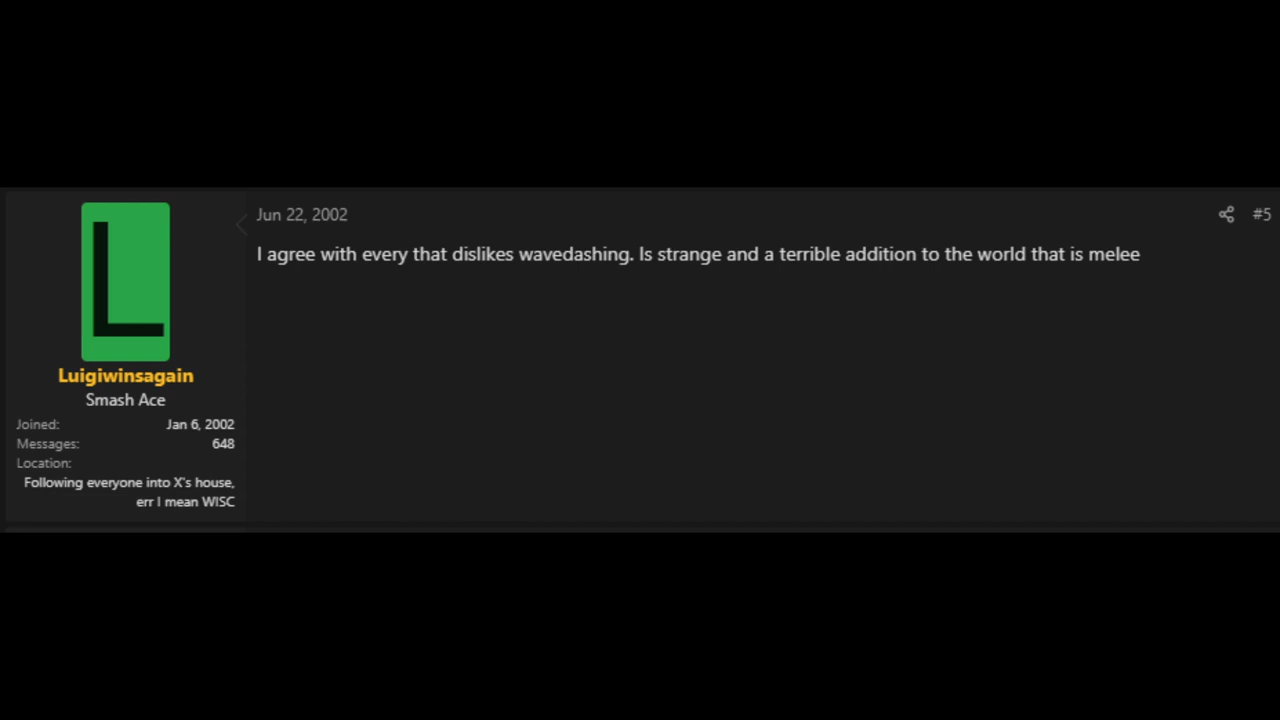 Jun 22, 2002
#5
I agree with every that dislikes wavedashing. Is strange and a terrible addition to the world that is melee
L
Luigiwinsagain
Smash Ace
Joined: Jan 6, 2002
Messages: 648
Location:
Following everyone into X's house,
err I mean WISC